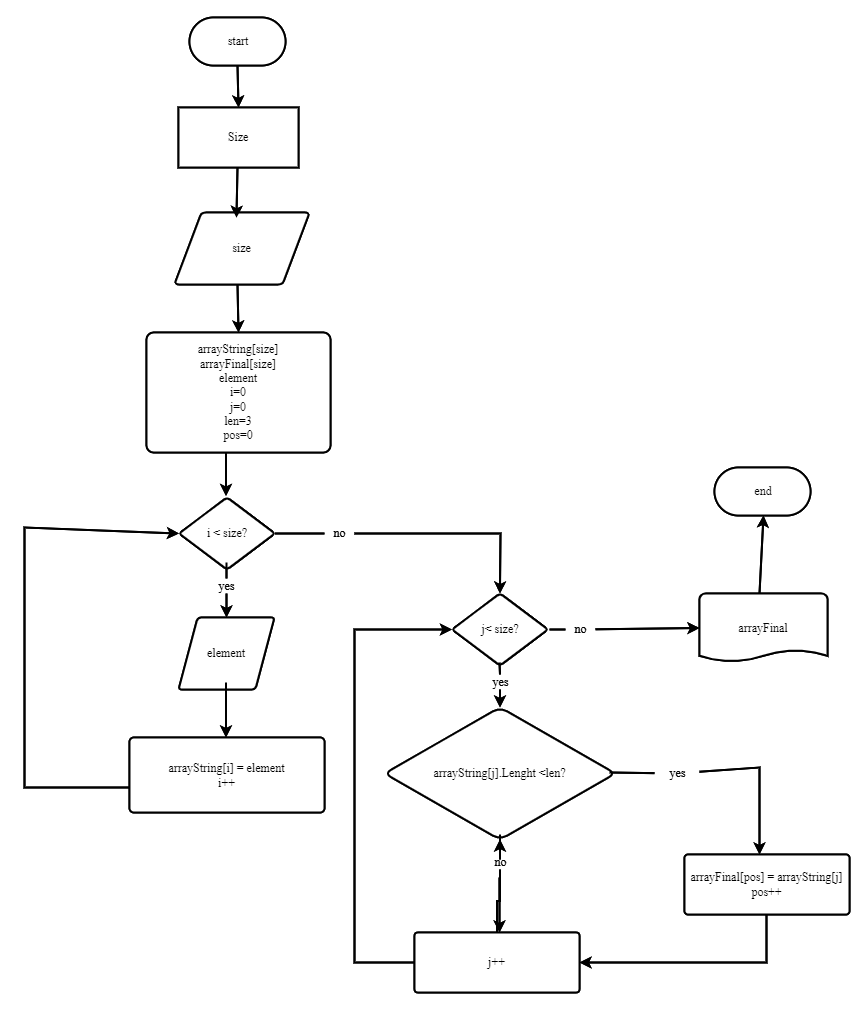 start
Size
size
arrayString[size]
arrayFinal[size]
element
i=0
j=0
len=3
pos=0
i < size?
no
yes
element
arrayString[i] = element
i++
j< size?
no
yes
arrayFinal
end
arrayString[j].Lenght <len?
yes
no
arrayFinal[pos] = arrayString[j]
pos++
j++